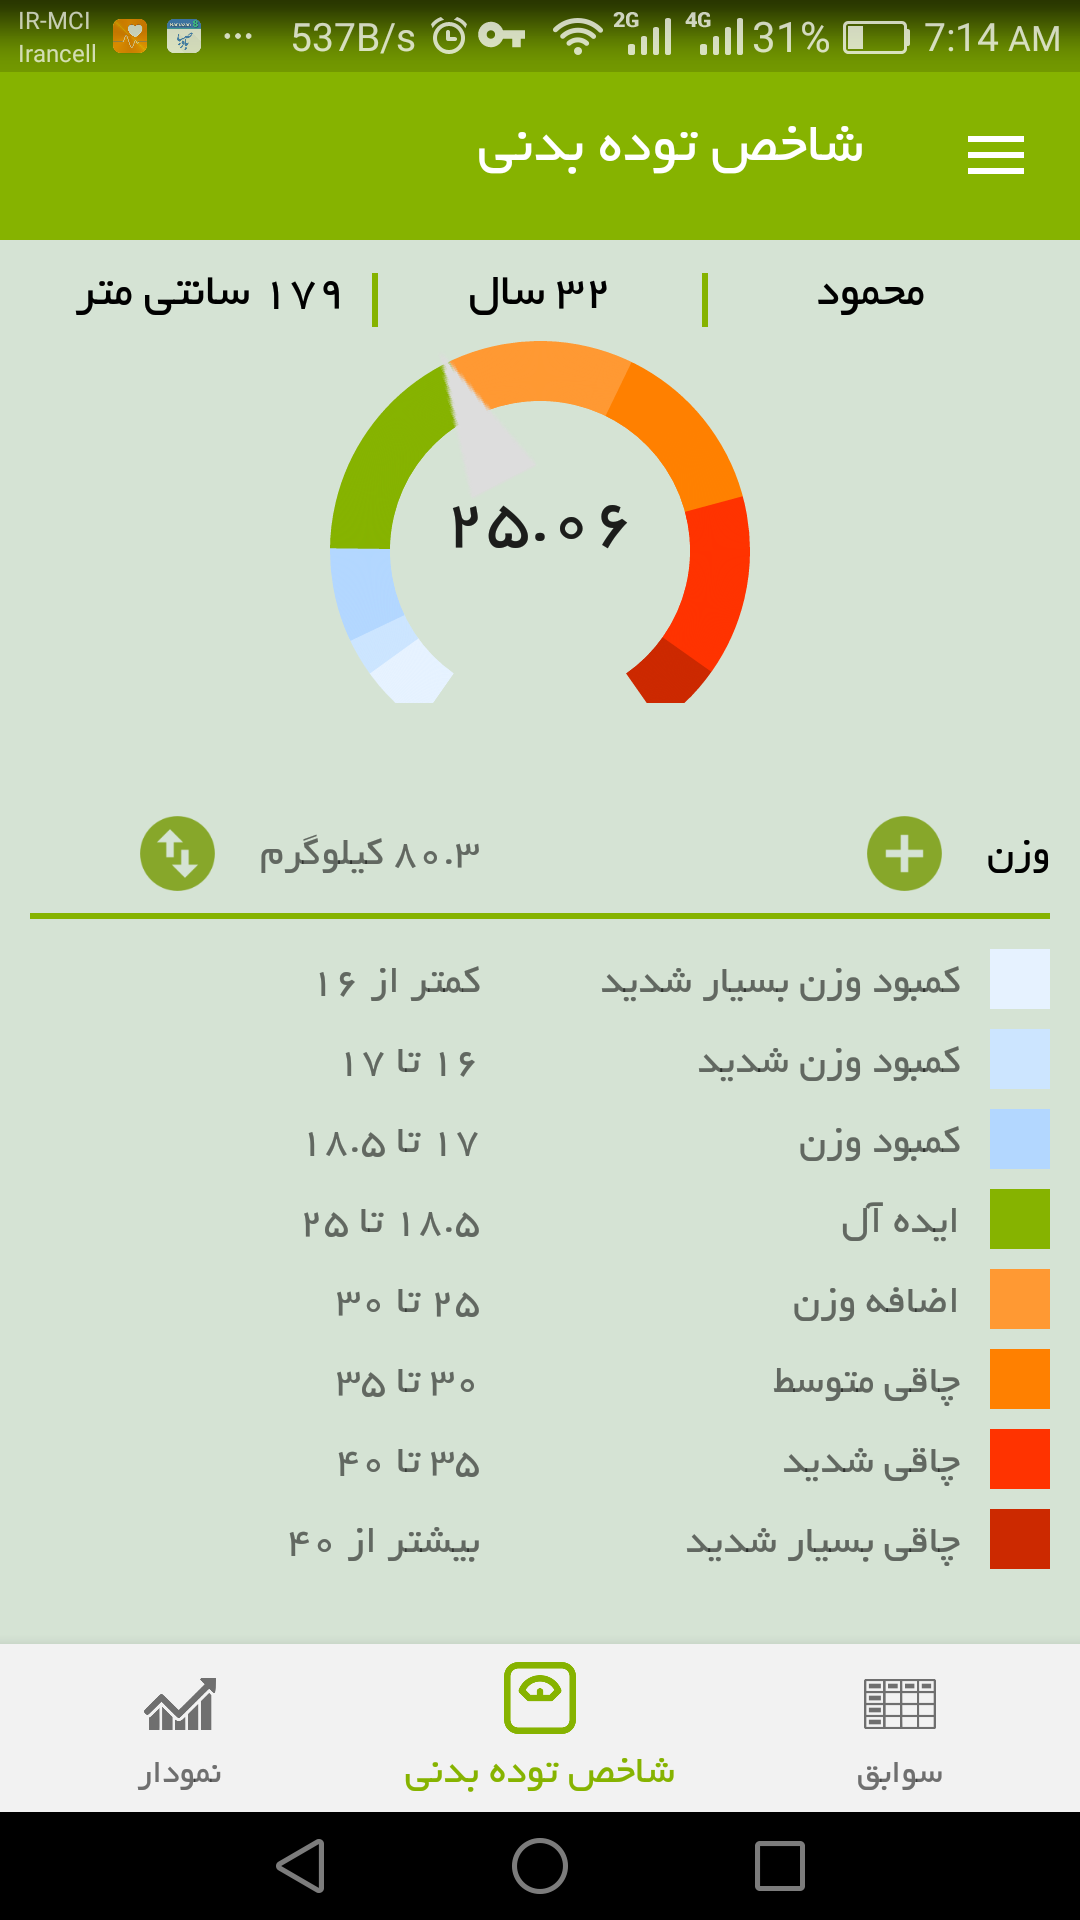 IR-MCI
Irancell
537B/s 2G 4G 31% 7:14 AM
شاخص توده بدنی
محمود
۳۲ سال
۱۷۹ سانتی متر
۲۵.۰۶
وزن
۸۰.۳ کیلوگرم
کمبود وزن بسیار شدید کمتر از ۱۶
کمبود وزن شدید ۱۶ تا ۱۷
کمبود وزن ۱۷ تا ۱۸.۵
ایده آل ۱۸.۵ تا ۲۵
اضافه وزن ۲۵ تا ۳۰
چاقی متوسط ۳۰ تا ۳۵
چاقی شدید ۳۵ تا ۴۰
چاقی بسیار شدید بیشتر از ۴۰
سوابق
شاخص توده بدنی
نمودار